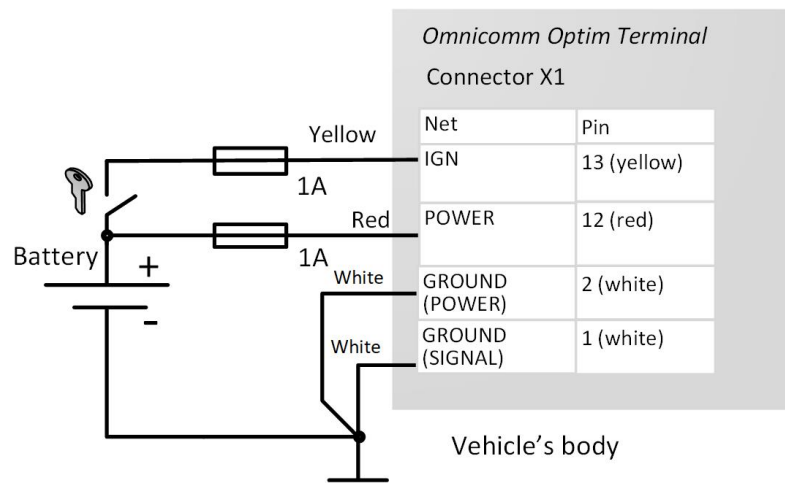 Omnicomm Optim Terminal
Connector X1
Net Pin
Yellow
IGN 13 (yellow)
1A
Red
POWER 12 (red)
Battery
+
1A
White
GROUND
(POWER)
2 (white)
-
White
GROUND
(SIGNAL)
1 (white)
Vehicle's body